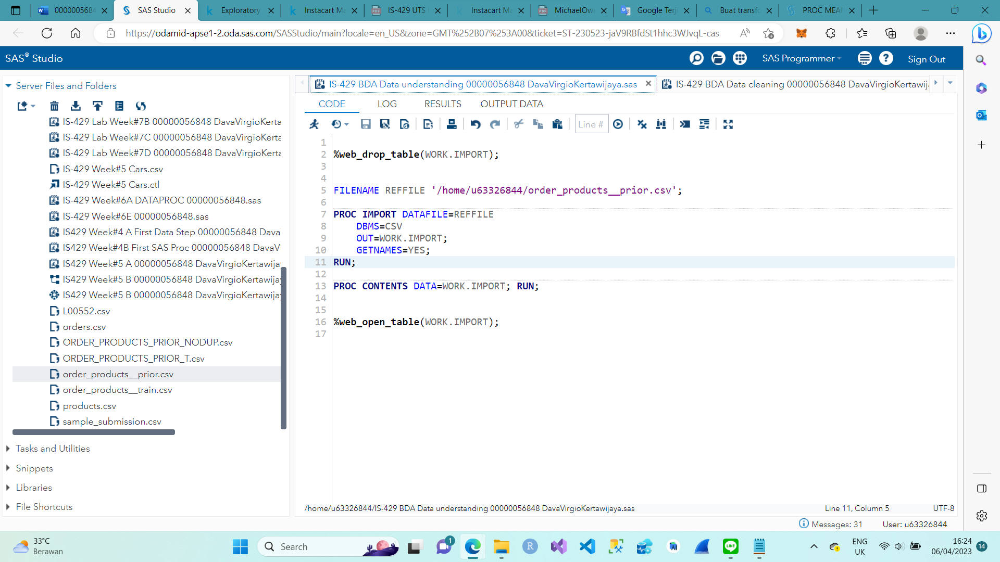 00000056848
SAS Studio
Exploratory
Instacart Ma
IS-429 UTS
Instacart Ma
MichaelOwe
Google Terj
Buat transfo
PROC MEA
https://odamid-apse1-2.oda.sas.com/SASStudio/main?locale=en_US&zone=GMT%252B07%253A00&ticket=ST-230523-jaV9RBfdSt1hhc3WJvqL-cas
SAS® Studio
SAS Programmer
Sign Out
Server Files and Folders
IS-429 Lab Week#7B 00000056848 DavaVirgioKerta
IS-429 Lab Week#7C 00000056848 DavaVirgioKerta
IS-429 Lab Week#7D 00000056848 DavaVirgioKerta
IS-429 Week#5 Cars.csv
IS-429 Week#5 Cars.ctl
IS-429 Week#6A DATAPROC 00000056848.sas
IS-429 Week#6E 00000056848.sas
IS429 Week#4 A First Data Step 00000056848 Dava
IS429 Week#4B First SAS Proc 00000056848 DavaV
IS429 Week#5 A 00000056848 DavaVirgioKertawija
IS429 Week#5 B 00000056848 DavaVirgioKertawijay
IS429 Week#5 B 00000056848 DavaVirgioKertawijay
L00552.csv
orders.csv
ORDER_PRODUCTS_PRIOR_NODUP.csv
ORDER_PRODUCTS_PRIOR_T.csv
order_products__prior.csv
order_products__train.csv
products.csv
sample_submission.csv
Tasks and Utilities
Snippets
Libraries
File Shortcuts
IS-429 BDA Data understanding 00000056848 DavaVirgioKertawijaya.sas
IS-429 BDA Data cleaning 00000056848 DavaVirgioKertawija
CODE LOG RESULTS OUTPUT DATA
Line #
1
2 %web_drop_table(WORK.IMPORT);
3
4
5 FILENAME REFFILE '/home/u63326844/order_products__prior.csv';
6
7 PROC IMPORT DATAFILE=REFFILE
8 DBMS=CSV
9 OUT=WORK.IMPORT;
10 GETNAMES=YES;
11 RUN;
12
13 PROC CONTENTS DATA=WORK.IMPORT; RUN;
14
15
16 %web_open_table(WORK.IMPORT);
17
/home/u63326844/IS-429 BDA Data understanding 00000056848 DavaVirgioKertawijaya.sas
Line 11, Column 5
UTF-8
Messages: 31
User: u63326844
33°C
Berawan
Search
1
ENG
UK
16:24
06/04/2023
14